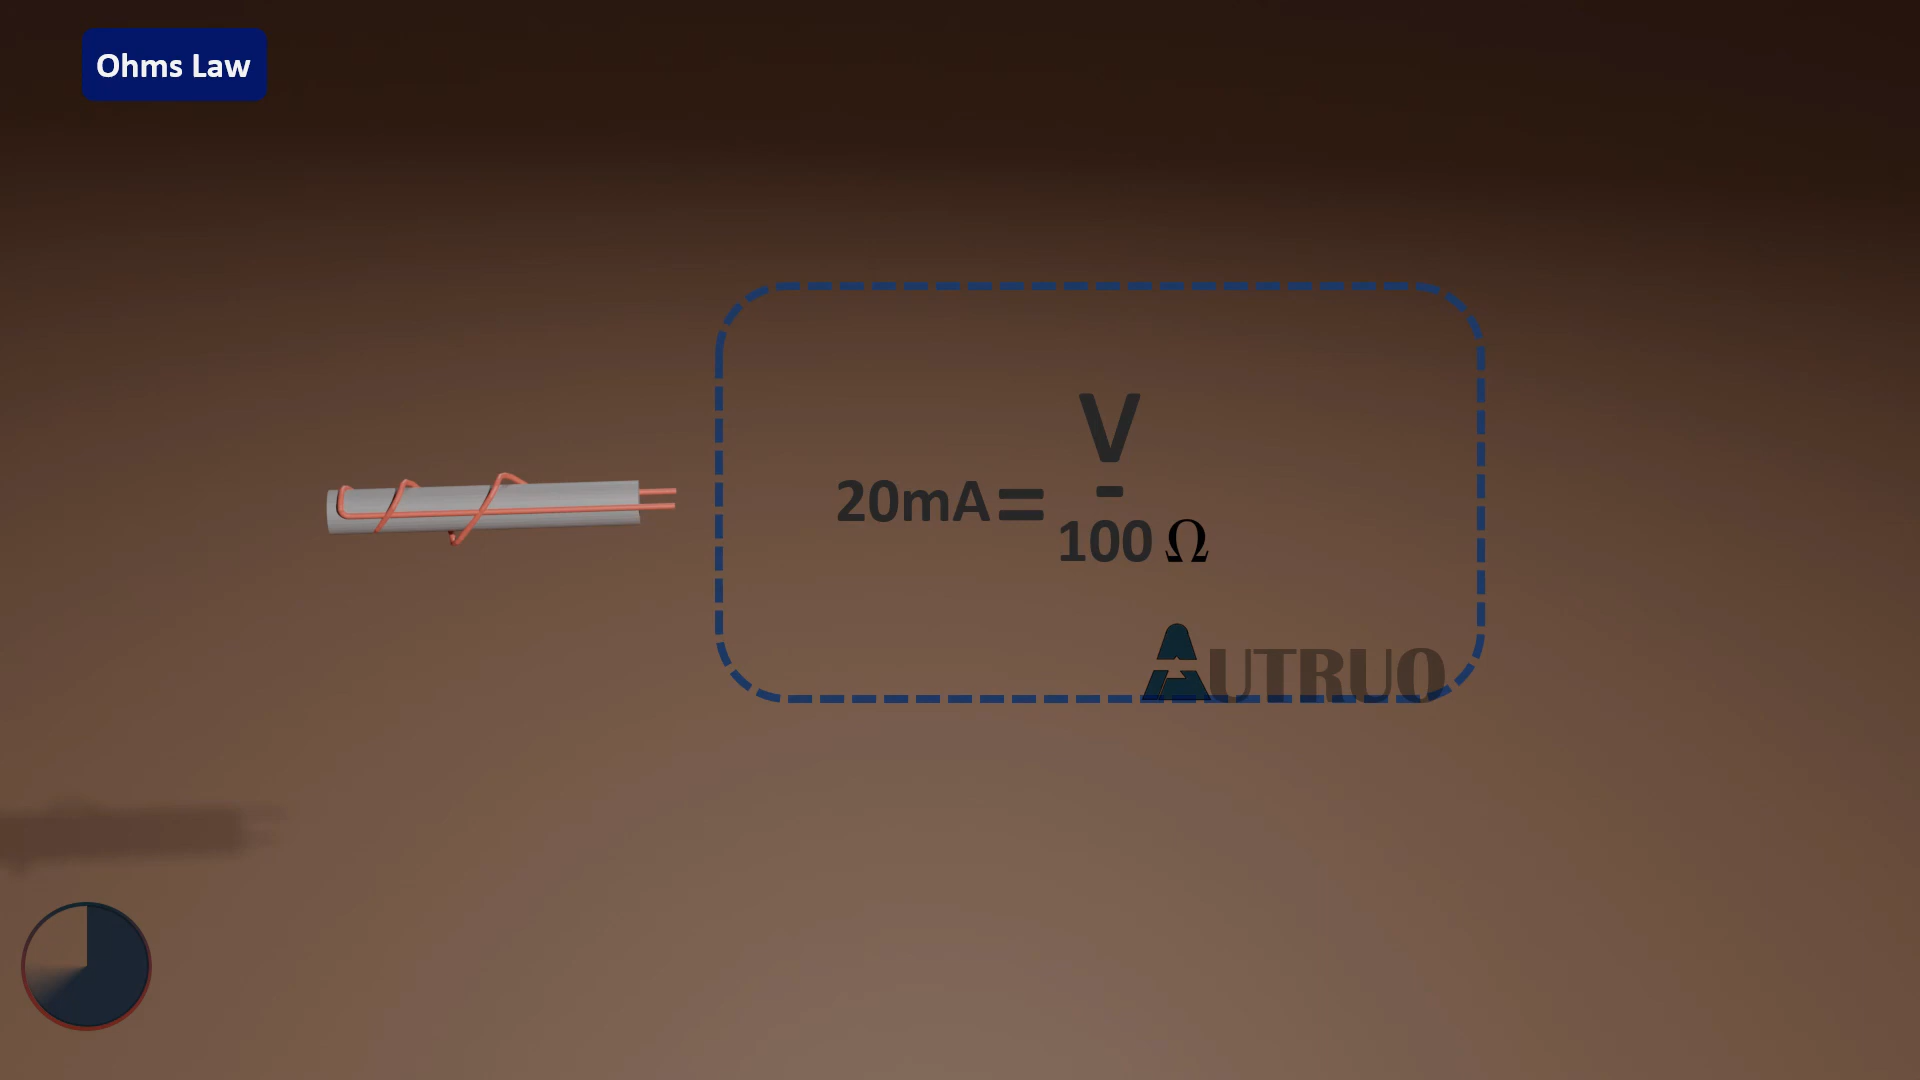 Ohms Law
V
20mA=-
100 Ω
AUTRUO